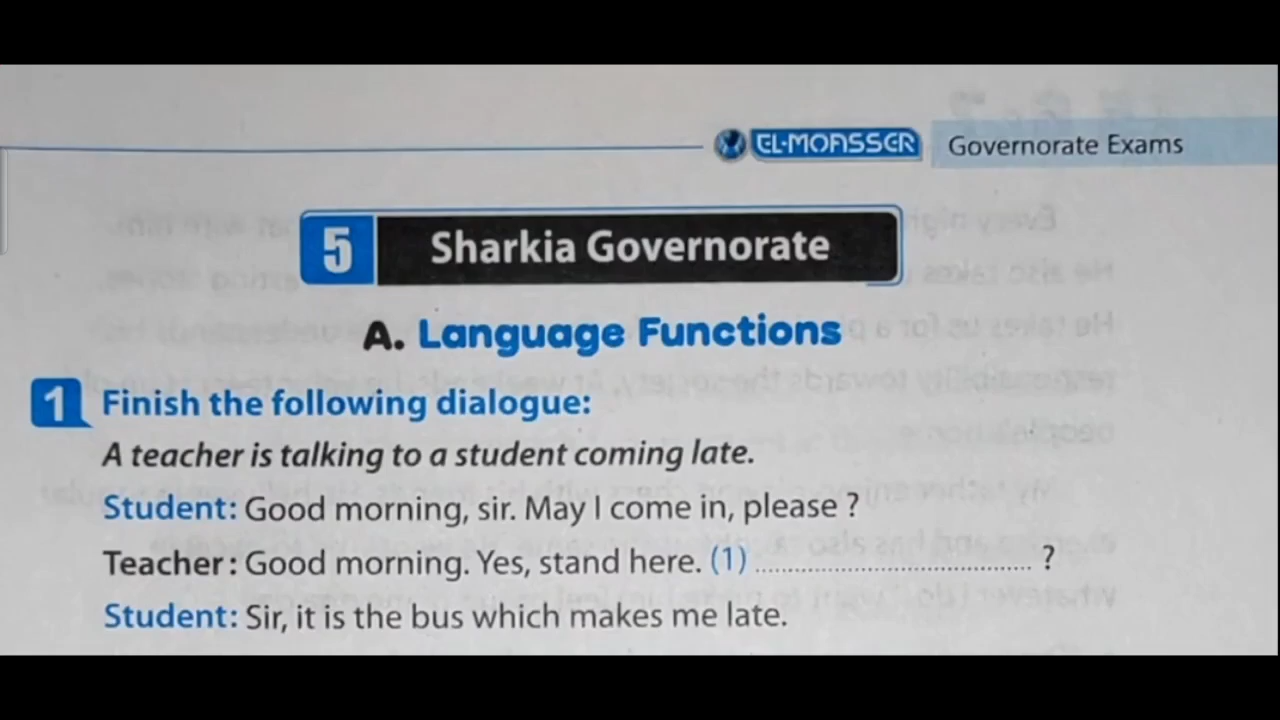 EL-MOASSER Governorate Exams
5 Sharkia Governorate
A. Language Functions
1 Finish the following dialogue:
A teacher is talking to a student coming late.
Student: Good morning, sir. May I come in, please ?
Teacher: Good morning. Yes, stand here. (1) .................................... ?
Student: Sir, it is the bus which makes me late.